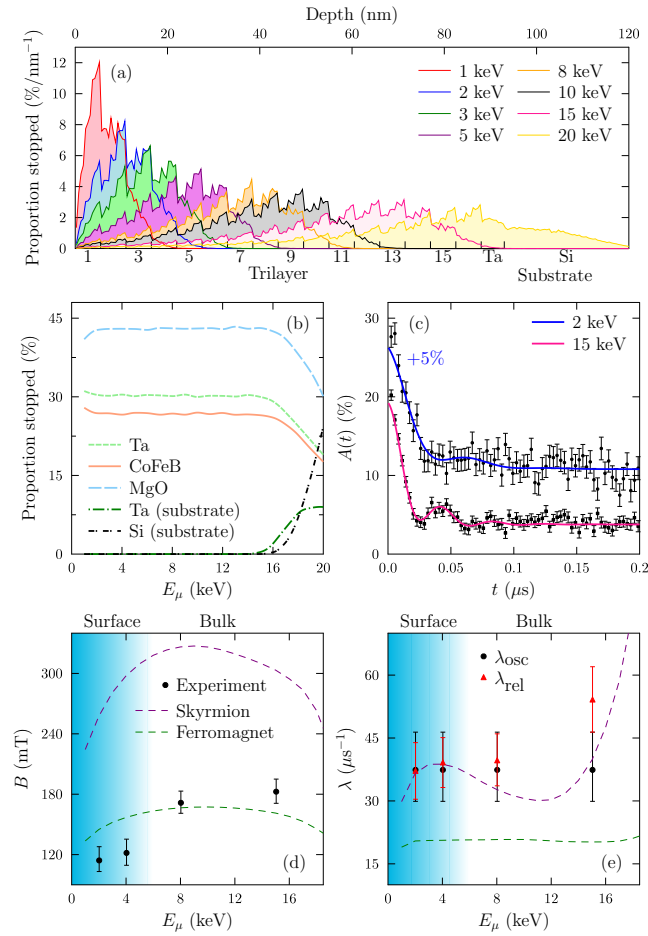 Depth (nm)
0 20 40 60 80 100 120
Proportion stopped (%/nm⁻¹)
12
10
8
6
4
2
0
(a)
1 keV 8 keV
2 keV 10 keV
3 keV 15 keV
5 keV 20 keV
1 3 5 7 9 11 13 15 Ta Si
Trilayer Substrate
Proportion stopped (%)
45
30
15
0
(b)
Ta
CoFeB
MgO
Ta (substrate)
Si (substrate)
0 4 8 12 16 20
E_μ (keV)
A(t) (%)
30
20
10
0
(c)
2 keV
15 keV
+5%
0 0.05 0.1 0.15 0.2
t (μs)
Surface Bulk
B (mT)
300
240
180
120
Experiment
Skyrmion
Ferromagnet
(d)
0 4 8 12 16
E_μ (keV)
Surface Bulk
λ (μs⁻¹)
60
45
30
15
λ_osc
λ_rel
(e)
0 4 8 12 16
E_μ (keV)